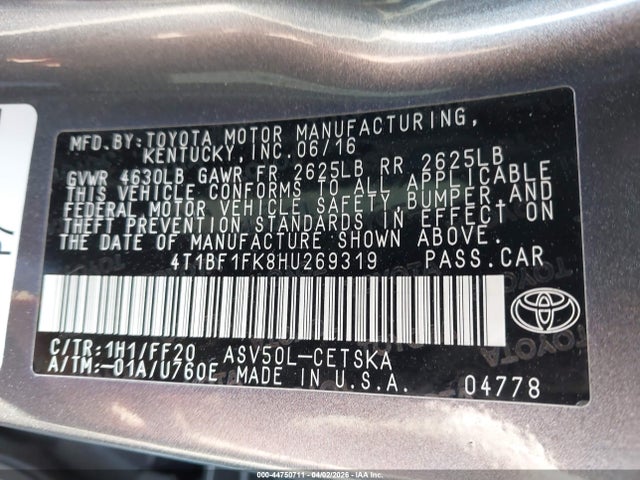 MFD.BY:TOYOTA MOTOR MANUFACTURING,
KENTUCKY,INC.06/16
GVWR 4630LB GAWR FR 2625LB RR 2625LB
THIS VEHICLE CONFORMS TO ALL APPLICABLE
FEDERAL MOTOR VEHICLE SAFETY,BUMPER,AND
THEFT PREVENTION STANDARDS IN EFFECT ON
THE DATE OF MANUFACTURE SHOWN ABOVE.
4T1BF1FK8HU269319 PASS.CAR
C/TR:1H1/FF20 ASV50L-CETSKA
A/TM:-01A/U760E MADE IN U.S.A. 04778
000-44750711 - 04/02/2026 - IAAI.COM